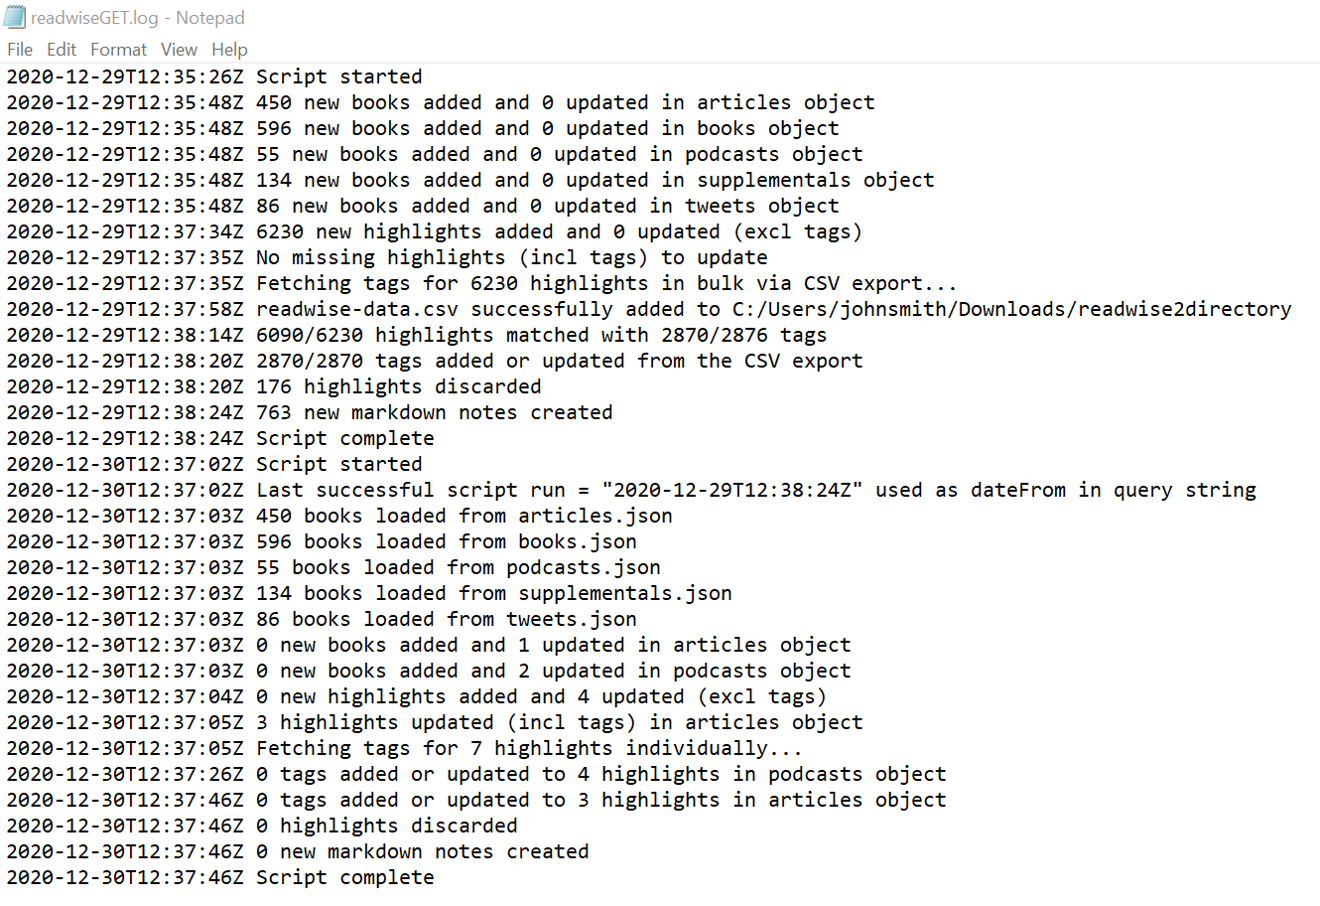 readwiseGET.log - Notepad
File Edit Format View Help
2020-12-29T12:35:26Z Script started
2020-12-29T12:35:48Z 450 new books added and 0 updated in articles object
2020-12-29T12:35:48Z 596 new books added and 0 updated in books object
2020-12-29T12:35:48Z 55 new books added and 0 updated in podcasts object
2020-12-29T12:35:48Z 134 new books added and 0 updated in supplementals object
2020-12-29T12:35:48Z 86 new books added and 0 updated in tweets object
2020-12-29T12:37:34Z 6230 new highlights added and 0 updated (excl tags)
2020-12-29T12:37:35Z No missing highlights (incl tags) to update
2020-12-29T12:37:35Z Fetching tags for 6230 highlights in bulk via CSV export...
2020-12-29T12:37:58Z readwise-data.csv successfully added to C:/Users/johnsmith/Downloads/readwise2directory
2020-12-29T12:38:14Z 6090/6230 highlights matched with 2870/2876 tags
2020-12-29T12:38:20Z 2870/2870 tags added or updated from the CSV export
2020-12-29T12:38:20Z 176 highlights discarded
2020-12-29T12:38:24Z 763 new markdown notes created
2020-12-29T12:38:24Z Script complete
2020-12-30T12:37:02Z Script started
2020-12-30T12:37:02Z Last successful script run = "2020-12-29T12:38:24Z" used as dateFrom in query string
2020-12-30T12:37:03Z 450 books loaded from articles.json
2020-12-30T12:37:03Z 596 books loaded from books.json
2020-12-30T12:37:03Z 55 books loaded from podcasts.json
2020-12-30T12:37:03Z 134 books loaded from supplementals.json
2020-12-30T12:37:03Z 86 books loaded from tweets.json
2020-12-30T12:37:03Z 0 new books added and 1 updated in articles object
2020-12-30T12:37:03Z 0 new books added and 2 updated in podcasts object
2020-12-30T12:37:04Z 0 new highlights added and 4 updated (excl tags)
2020-12-30T12:37:05Z 3 highlights updated (incl tags) in articles object
2020-12-30T12:37:05Z Fetching tags for 7 highlights individually...
2020-12-30T12:37:26Z 0 tags added or updated to 4 highlights in podcasts object
2020-12-30T12:37:46Z 0 tags added or updated to 3 highlights in articles object
2020-12-30T12:37:46Z 0 highlights discarded
2020-12-30T12:37:46Z 0 new markdown notes created
2020-12-30T12:37:46Z Script complete